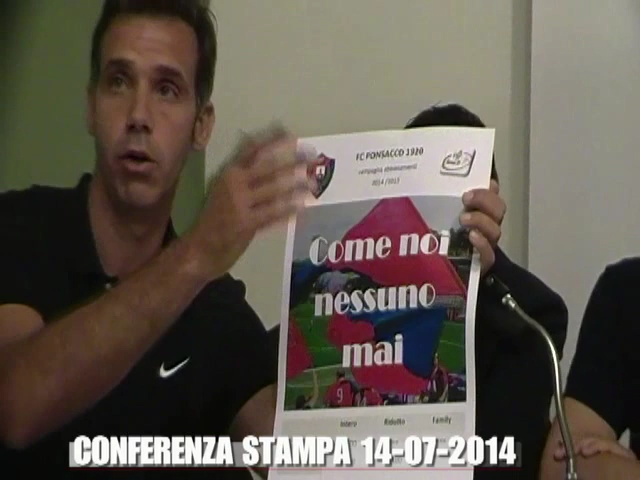 FC PONSACCO 1920
campagna abbonamenti
2014/2015
Come noi
nessuno
mai
Intero Ridotto Family
CONFERENZA STAMPA 14-07-2014